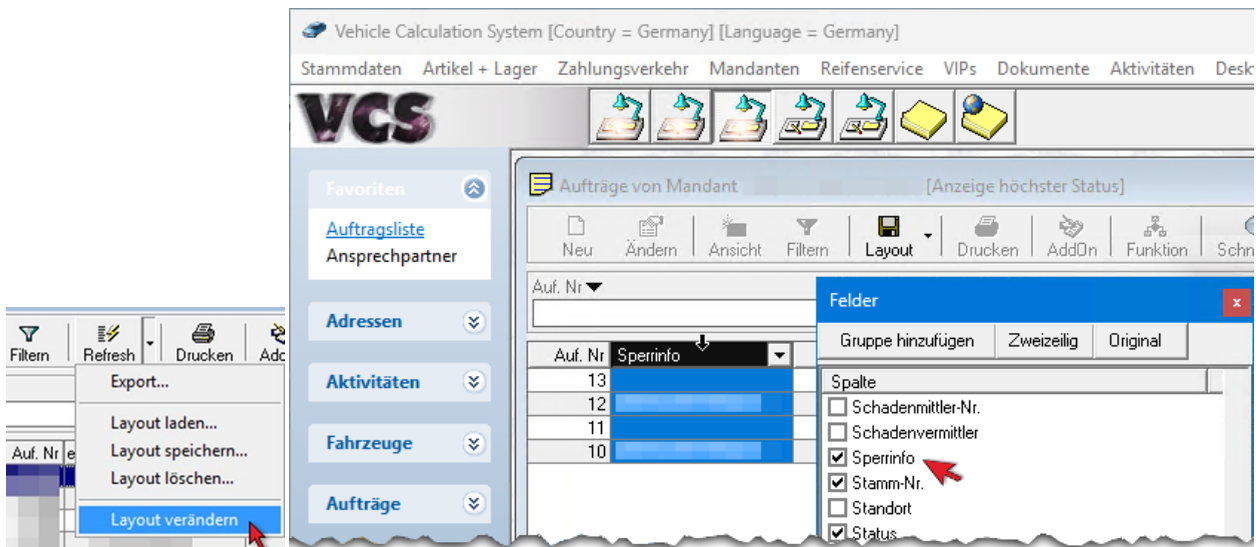 Filtern Refresh Drucken Add
Export...
Layout laden...
Layout speichern...
Layout löschen...
Layout verändern
Auf. Nr e
Vehicle Calculation System [Country = Germany] [Language = Germany]
Stammdaten Artikel + Lager Zahlungsverkehr Mandanten Reifenservice VIPs Dokumente Aktivitäten Deskt
VCS
Favoriten
Auftragsliste
Ansprechpartner
Adressen
Aktivitäten
Fahrzeuge
Aufträge
Aufträge von Mandant [Anzeige höchster Status]
Neu Ändern Ansicht Filtern Layout Drucken AddOn Funktion Schn
Auf. Nr
Auf. Nr Sperrinfo
13
12
11
10
Felder x
Gruppe hinzufügen Zweizeilig Original
Spalte
Schadenmittler-Nr.
Schadenvermittler
Sperrinfo
Stamm-Nr.
Standort
Status